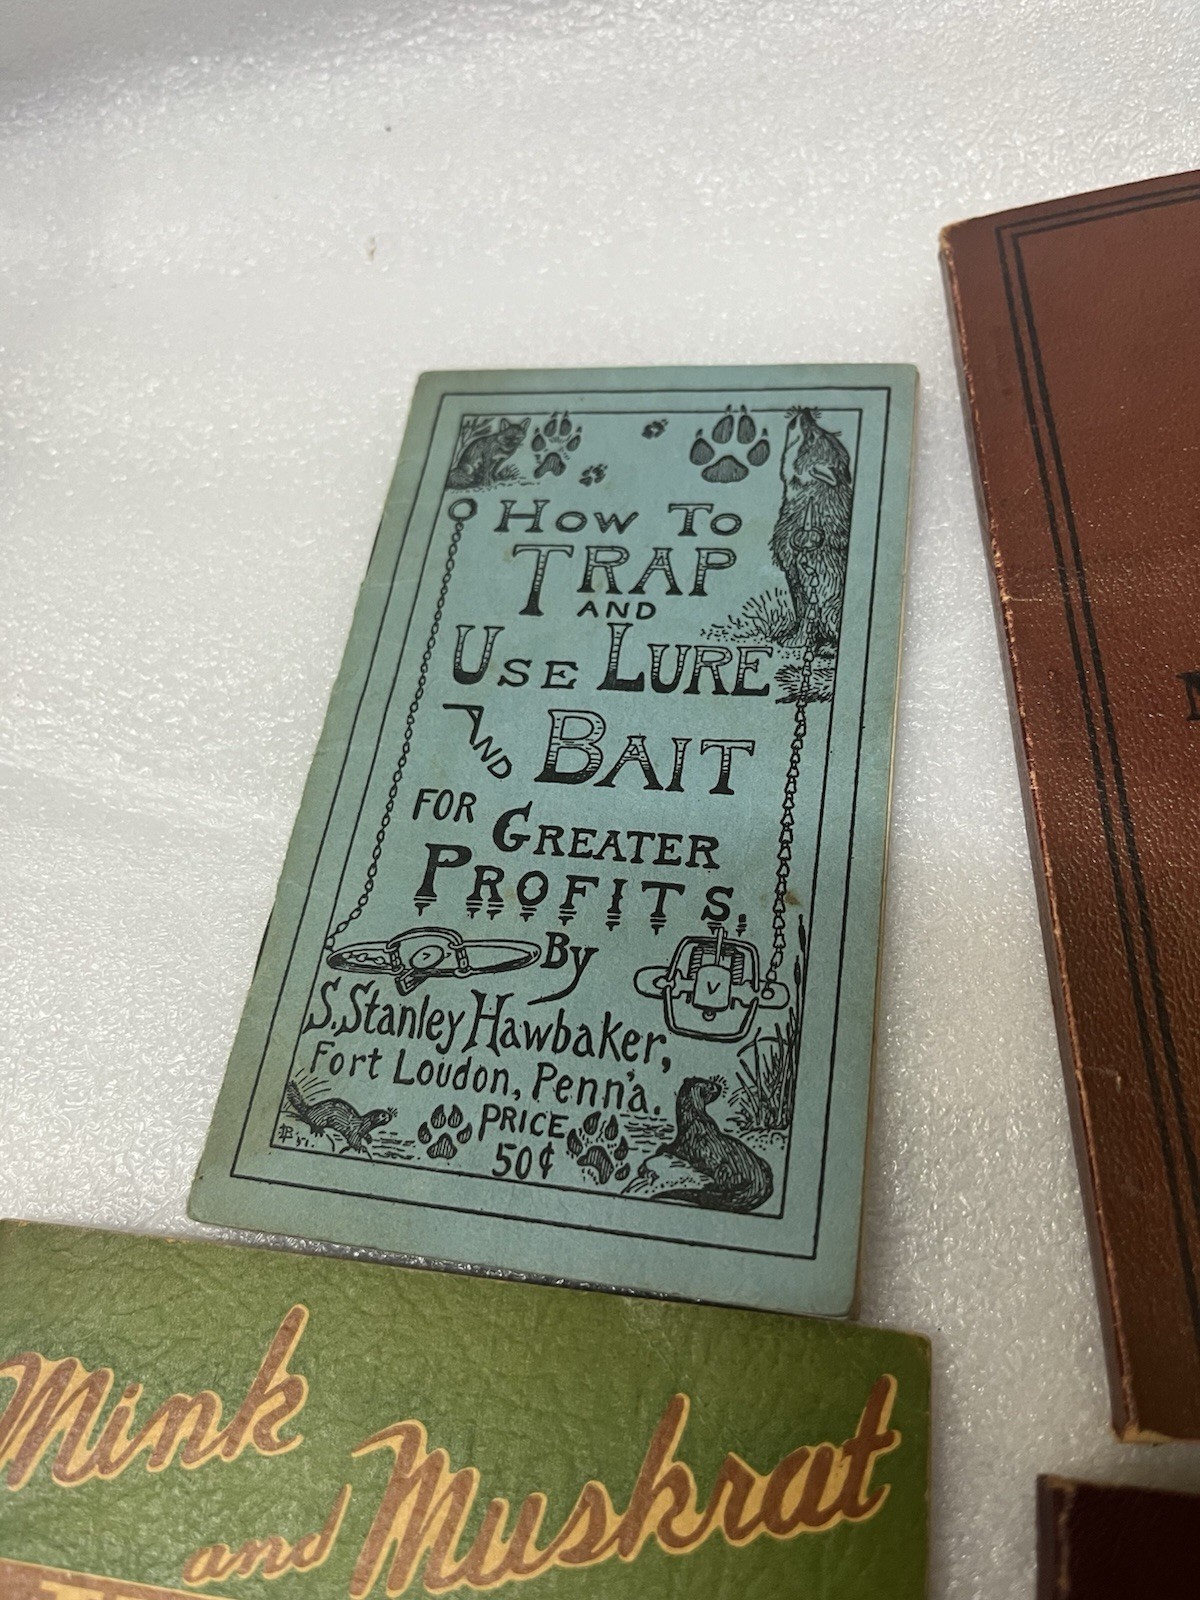 How To
TRAP
AND
USE LURE
AND BAIT
FOR GREATER
PROFITS.
By
S. Stanley Hawbaker,
Fort Loudon, Penn'a.
PRICE
50¢
Mink
and Muskrat